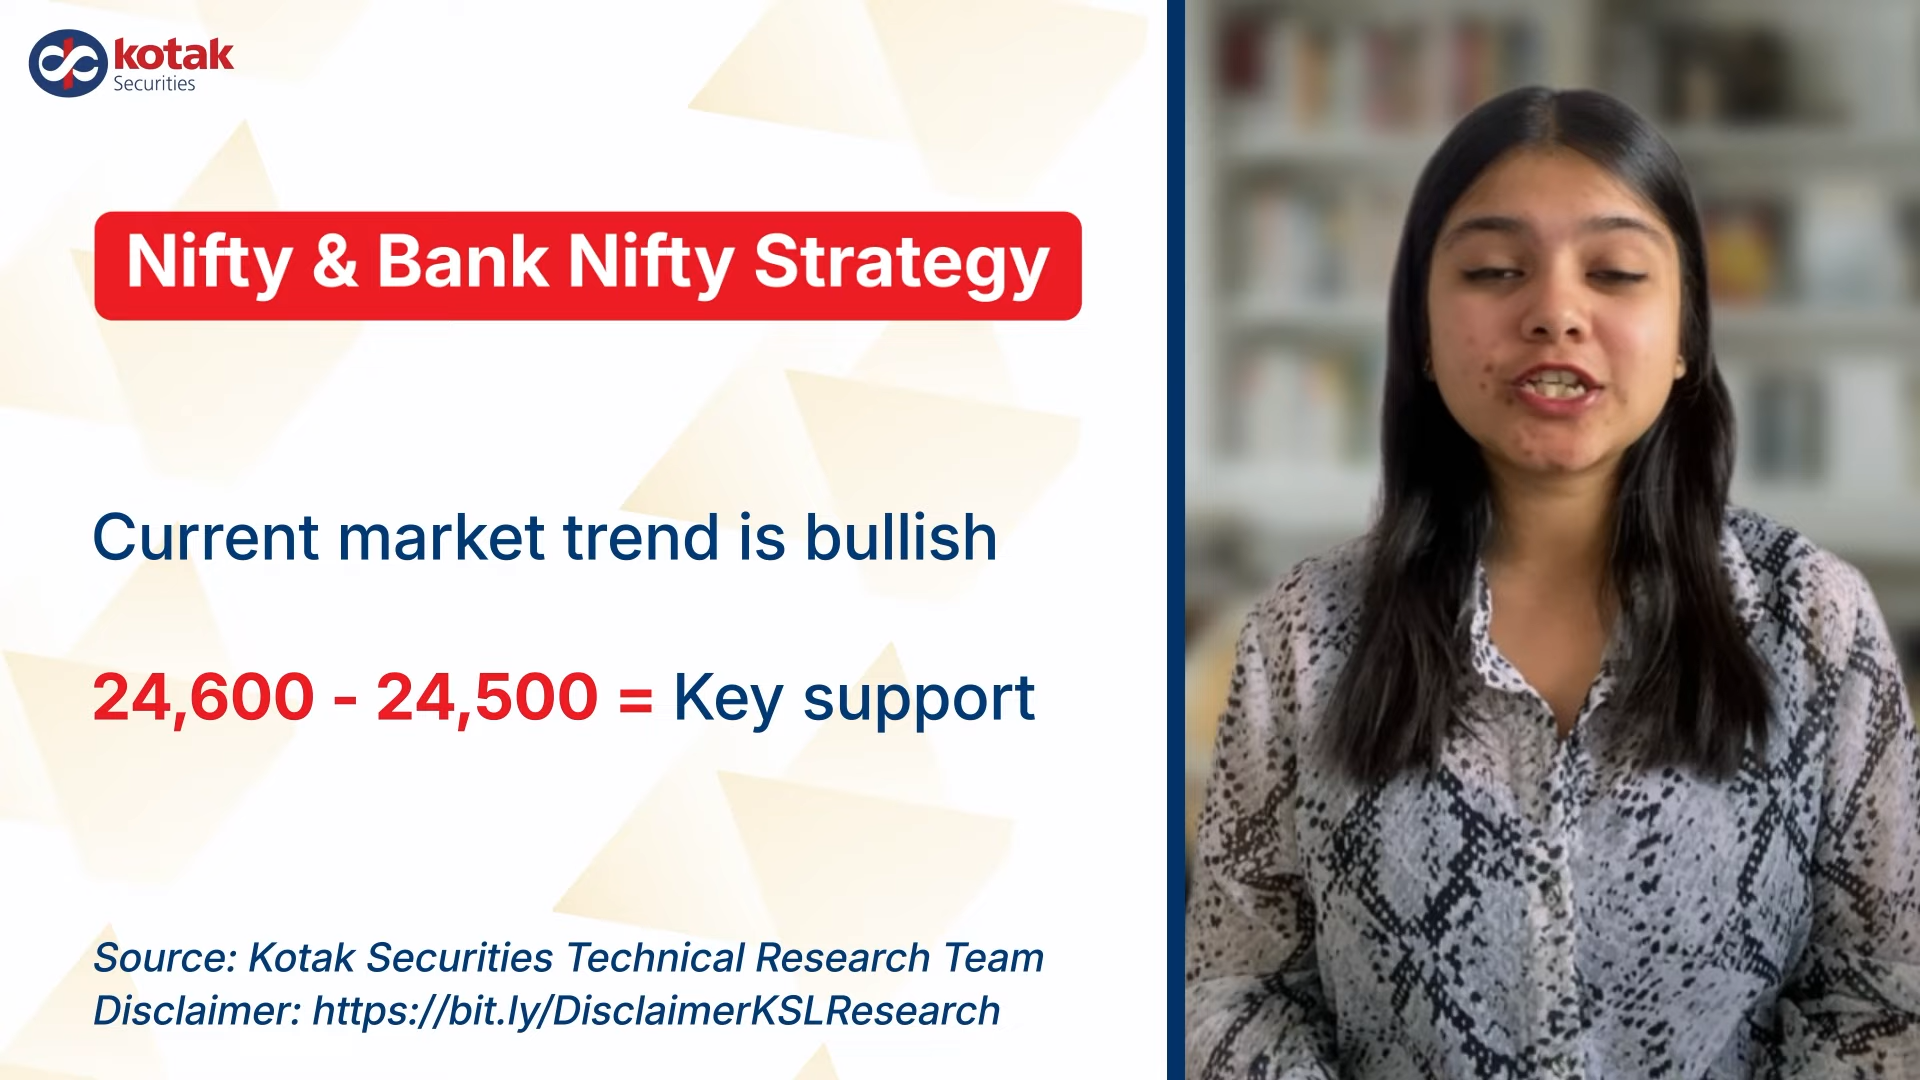 kotak
Securities
Nifty & Bank Nifty Strategy
Current market trend is bullish
24,600 - 24,500 = Key support
Source: Kotak Securities Technical Research Team
Disclaimer: https://bit.ly/DisclaimerKSLResearch